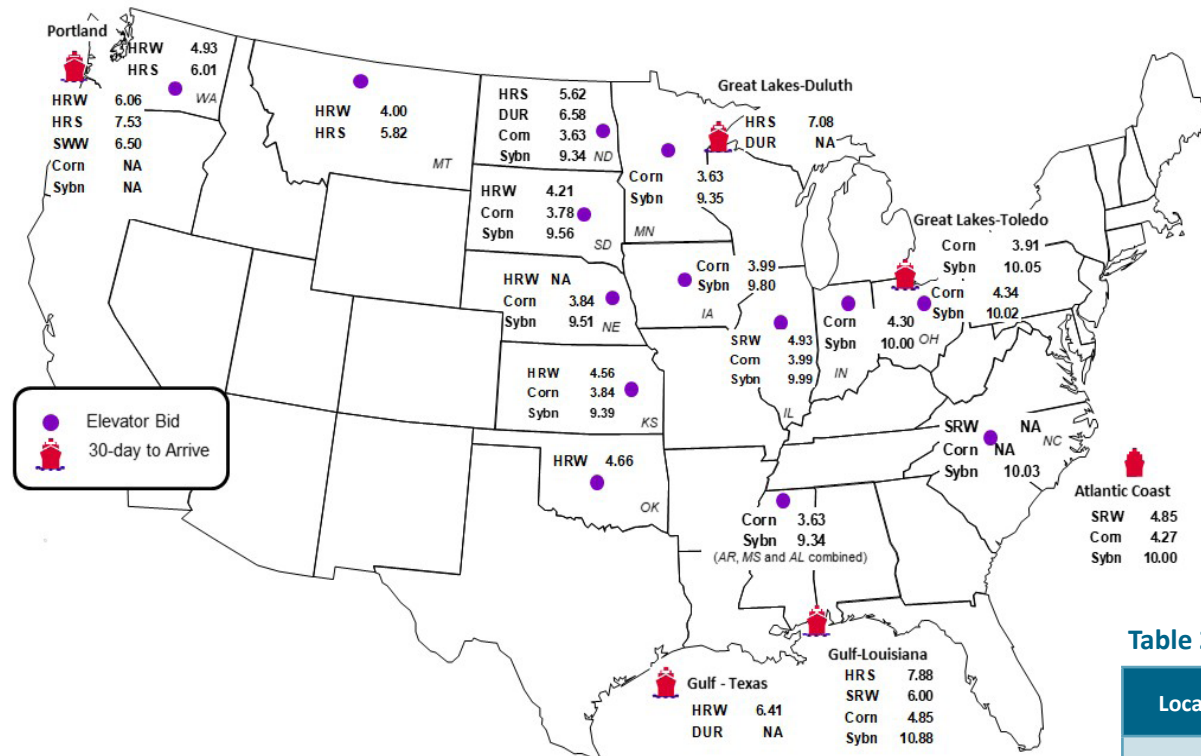 Portland
HRW 4.93
HRS 6.01
WA
HRW 6.06
HRS 7.53
SWW 6.50
Corn NA
Sybn NA
HRW 4.00
HRS 5.82
MT
HRS 5.62
DUR 6.58
Corn 3.63
Sybn 9.34
ND
HRW 4.21
Corn 3.78
Sybn 9.56
SD
HRW NA
Corn 3.84
Sybn 9.51
NE
HRW 4.56
Corn 3.84
Sybn 9.39
KS
HRW 4.66
OK
Great Lakes-Duluth
HRS 7.08
DUR NA
Corn 3.63
Sybn 9.35
MN
Corn 3.99
Sybn 9.80
IA
SRW 4.93
Corn 3.99
Sybn 9.99
IL
Great Lakes-Toledo
Corn 3.91
Sybn 10.05
Corn 4.34
Sybn 10.02
OH
Corn 4.30
Sybn 10.00
IN
SRW NA
Corn NA
Sybn 10.03
NC
Atlantic Coast
SRW 4.85
Corn 4.27
Sybn 10.00
Corn 3.63
Sybn 9.34
(AR, MS and AL combined)
Elevator Bid
30-day to Arrive
Gulf - Texas
HRW 6.41
DUR NA
Gulf-Louisiana
HRS 7.88
SRW 6.00
Corn 4.85
Sybn 10.88
Table
Loca